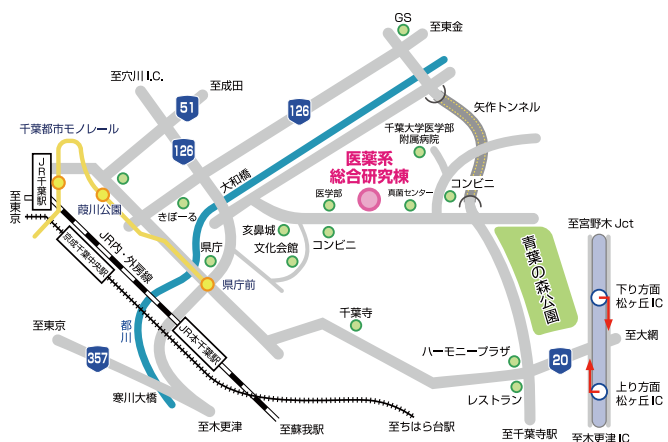 GS
至東金
至穴川 I.C.
至成田
51
126
126
矢作トンネル
千葉都市モノレール
千葉大学医学部
附属病院
大和橋
JR千葉駅
医薬系
総合研究棟
医学部
真菌センター
コンビニ
至東京
葭川公園
きぼーる
亥鼻城
文化会館
コンビニ
県庁
JR内・外房線
京成千葉中央駅
県庁前
青葉の森公園
至宮野木 Jct
下り方面
松ヶ丘 IC
至東京
都川
千葉寺
JR本千葉駅
至大網
357
ハーモニープラザ
20
レストラン
上り方面
松ヶ丘 IC
寒川大橋
至木更津
至蘇我駅
至ちはら台駅
至千葉寺駅
至木更津 IC